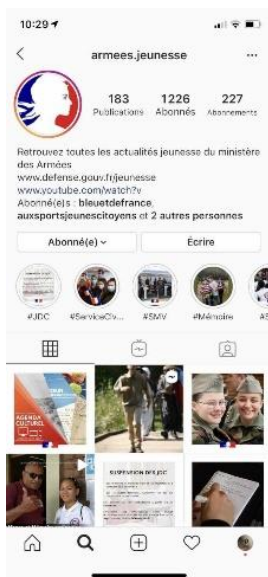 10:29
armees.jeunesse
183 1226 227
Publications Abonnés Abonnements
Retrouvez toutes les actualités jeunesse du ministère
des Armées
www.defense.gouv.fr/jeunesse
www.youtube.com/watch?v
Abonné(e)s : bleuetdefrance,
auxsportsjeunescitoyens et 2 autres personnes
Abonné(e) Écrire
#JDC #ServiceCiv... #SMV #Mémoire
AGENDA
CULTUREL
SUSPENSION DES JDC